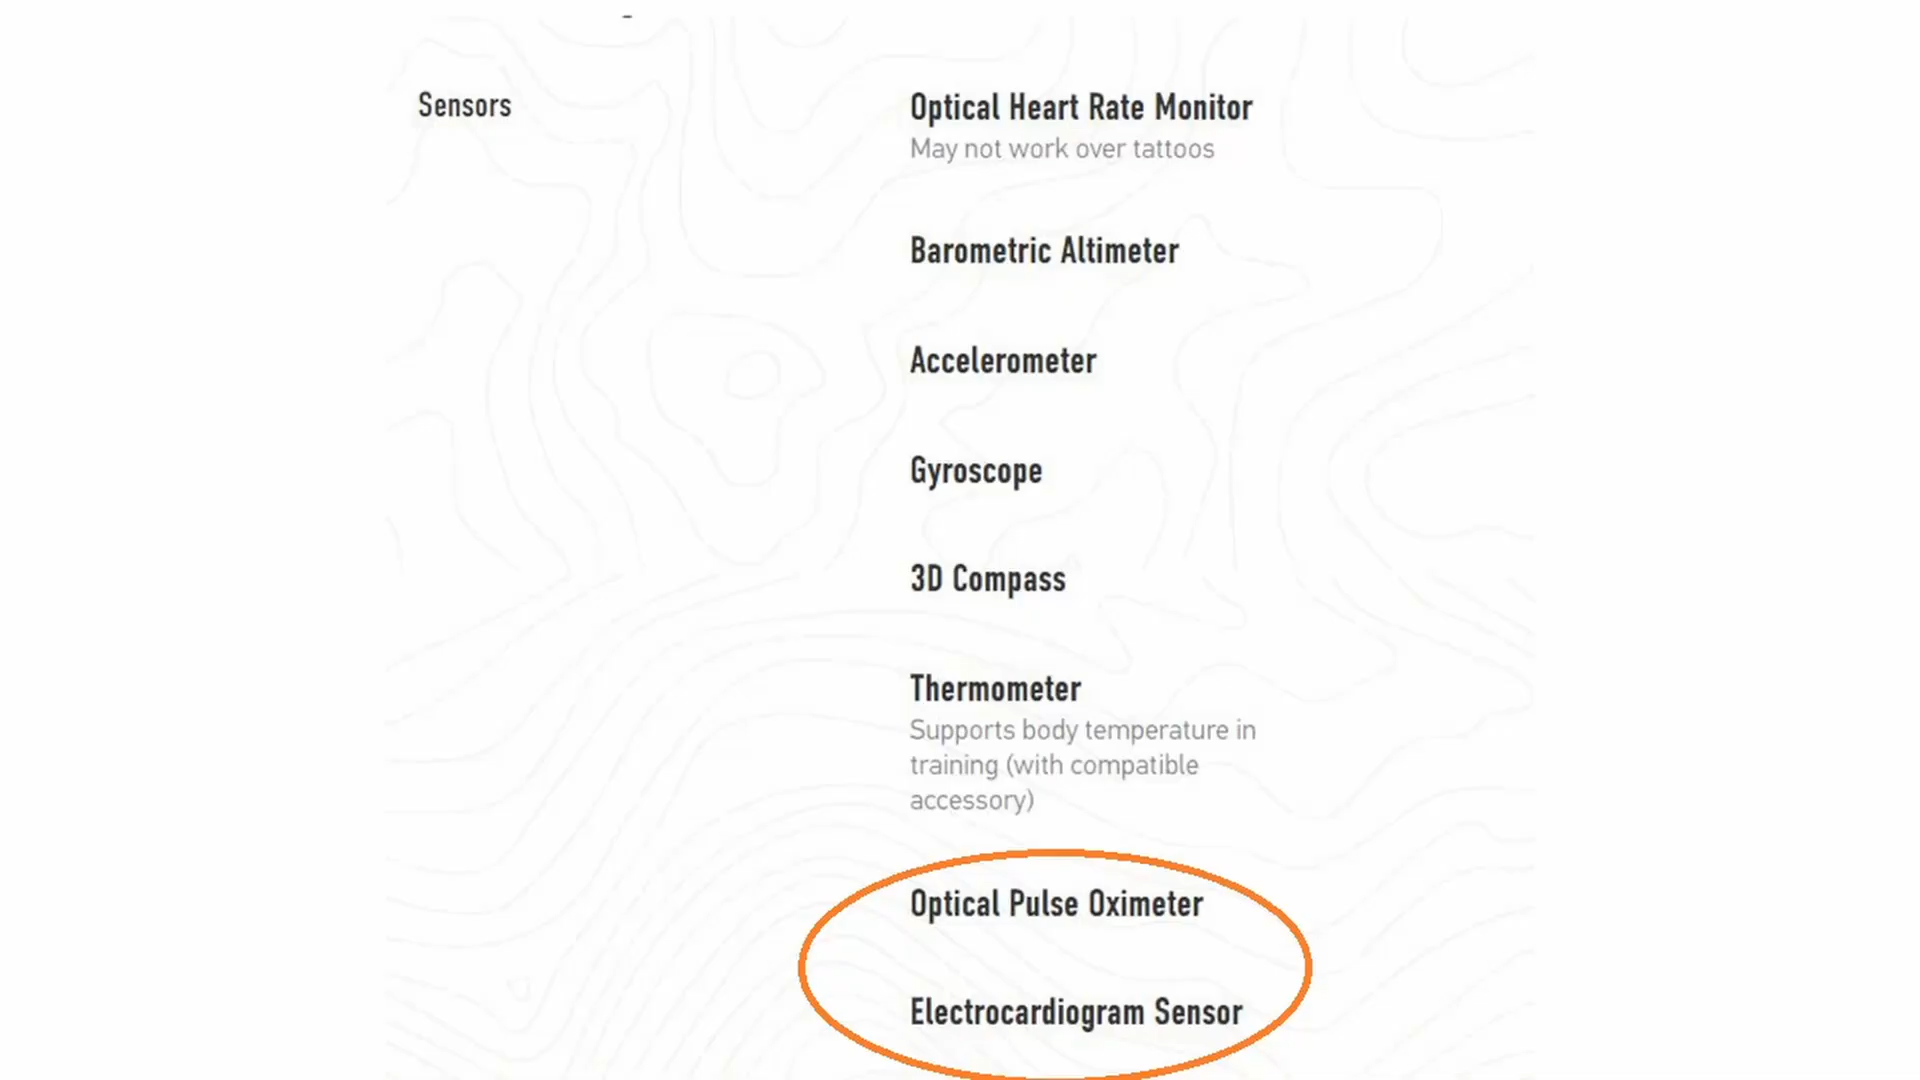 Sensors
Optical Heart Rate Monitor
May not work over tattoos
Barometric Altimeter
Accelerometer
Gyroscope
3D Compass
Thermometer
Supports body temperature in
training (with compatible
accessory)
Optical Pulse Oximeter
Electrocardiogram Sensor